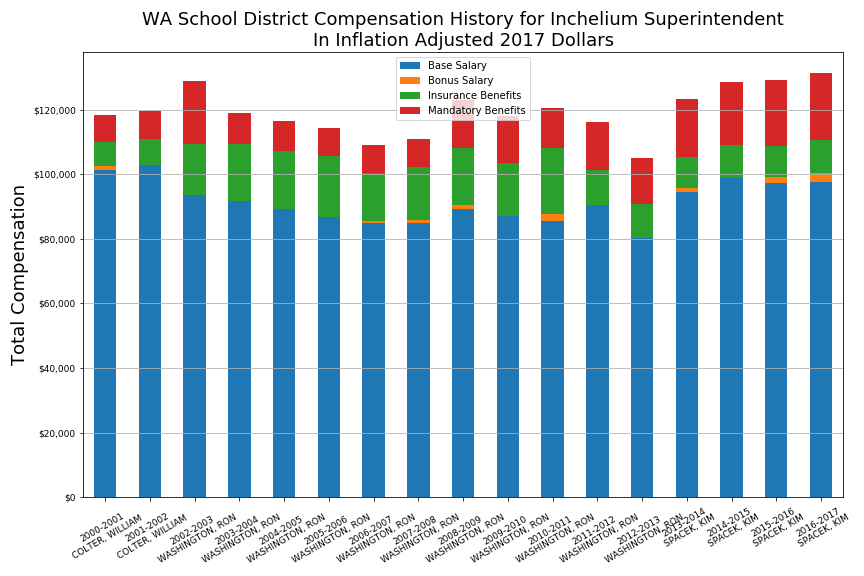 WA School District Compensation History for Inchelium Superintendent
In Inflation Adjusted 2017 Dollars
Base Salary
Bonus Salary
Insurance Benefits
Mandatory Benefits
Total Compensation
$120,000
$100,000
$80,000
$60,000
$40,000
$20,000
$0
2000-2001
COLTER, WILLIAM
2001-2002
COLTER, WILLIAM
2002-2003
WASHINGTON, RON
2003-2004
WASHINGTON, RON
2004-2005
WASHINGTON, RON
2005-2006
WASHINGTON, RON
2006-2007
WASHINGTON, RON
2007-2008
WASHINGTON, RON
2008-2009
WASHINGTON, RON
2009-2010
WASHINGTON, RON
2010-2011
WASHINGTON, RON
2011-2012
WASHINGTON, RON
2012-2013
WASHINGTON, RON
2013-2014
SPACEK, KIM
2014-2015
SPACEK, KIM
2015-2016
SPACEK, KIM
2016-2017
SPACEK, KIM